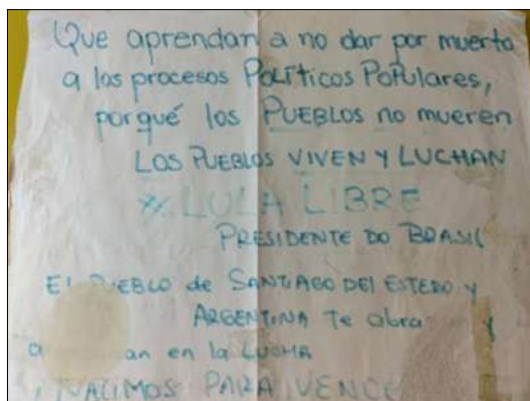 Que aprendan a no dar por muerto
a los procesos Políticos Populares,
porqué los PUEBLOS no mueren
LOS PUEBLOS VIVEN Y LUCHAN
LULA LIBRE
PRESIDENTE DO BRASIL
El PUEBLO de SANTIAGO DEl ESTERO y
ARGENTINA Te y
an en la LUCHA
PARA